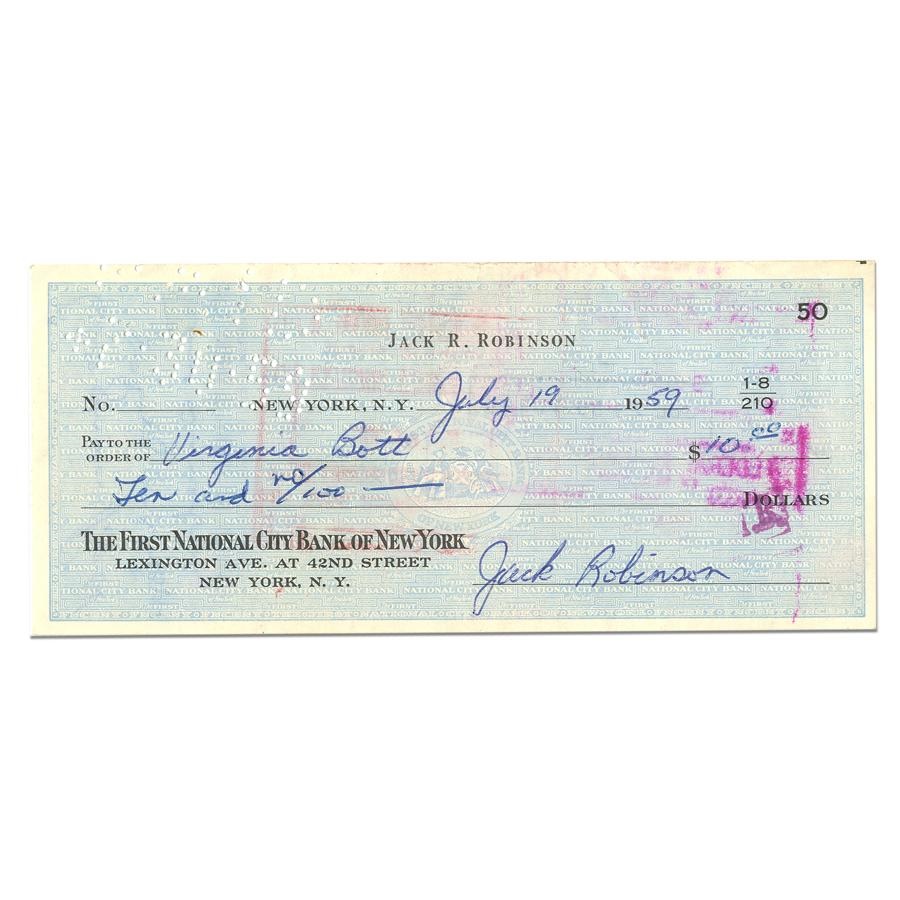 50
JACK R. ROBINSON
1-8
210
No. NEW YORK, N.Y. July 19 1959
PAY TO THE ORDER OF Virginia Bott $10.00
Ten and no/100 DOLLARS
THE FIRST NATIONAL CITY BANK OF NEW YORK
LEXINGTON AVE. AT 42ND STREET
NEW YORK, N. Y.
Jack Robinson